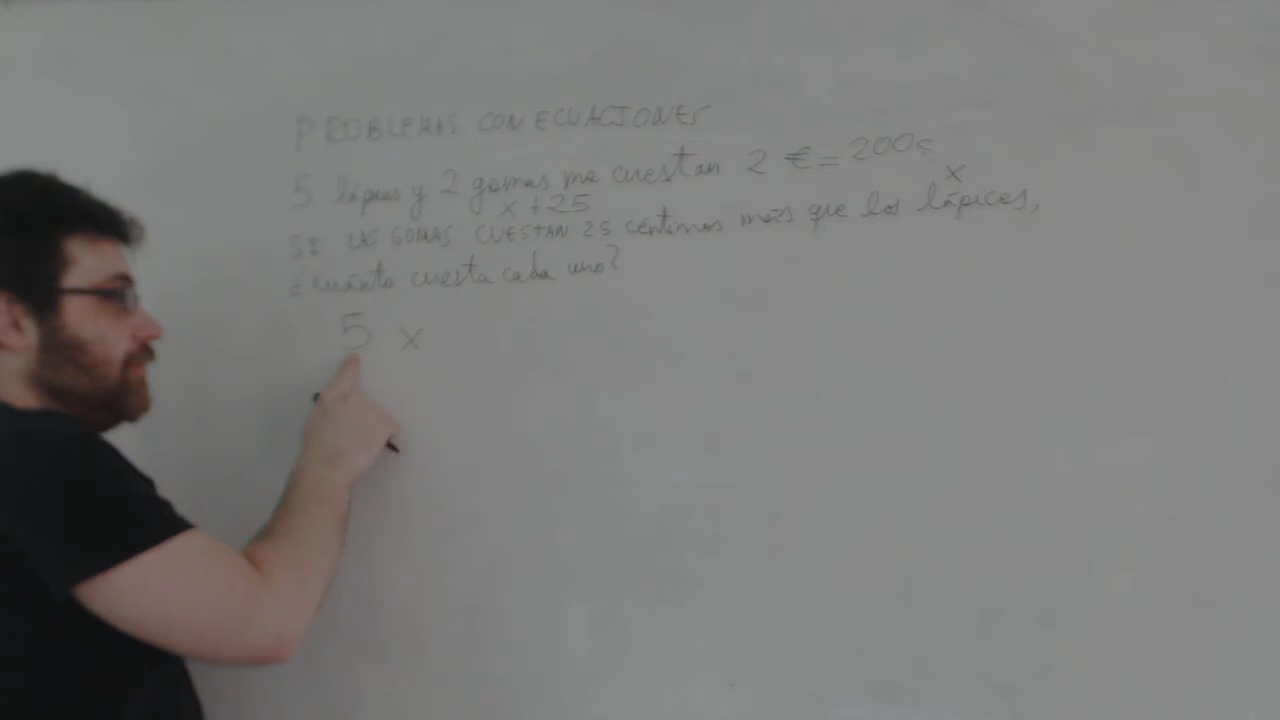 PROBLEMAS CON ECUACIONES
5 lápices y 2 gomas me cuestan 2 € = 200c
x + 25
x
SI LAS GOMAS CUESTAN 25 céntimos más que los lápices,
¿cuánto cuesta cada uno?
5 x